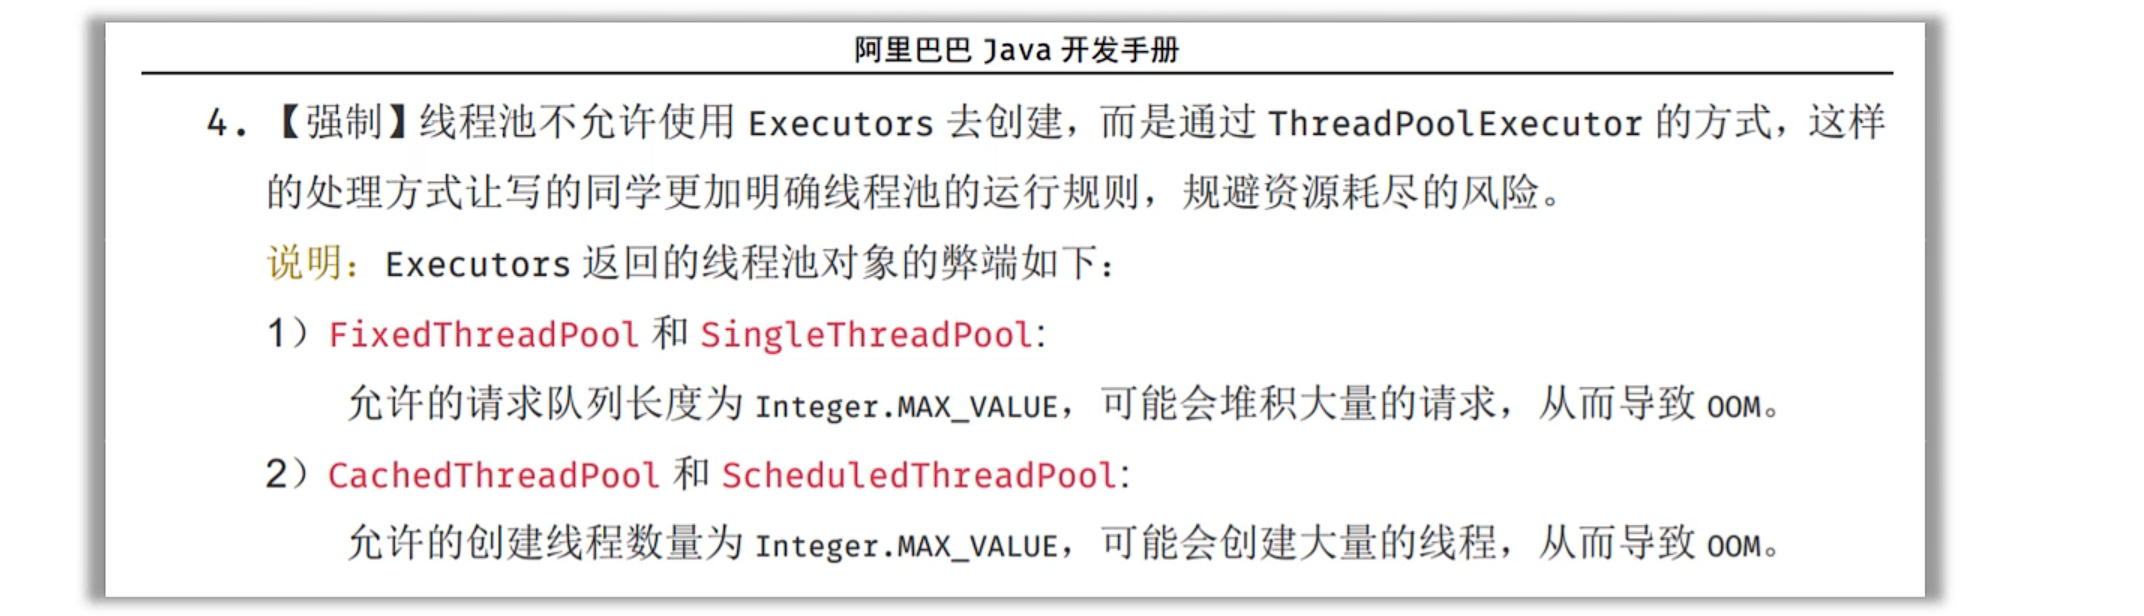 阿里巴巴 Java 开发手册
4. 【强制】线程池不允许使用 Executors 去创建，而是通过 ThreadPoolExecutor 的方式，这样
的处理方式让写的同学更加明确线程池的运行规则，规避资源耗尽的风险。
说明：Executors 返回的线程池对象的弊端如下：
1）FixedThreadPool 和 SingleThreadPool:
允许的请求队列长度为 Integer.MAX_VALUE，可能会堆积大量的请求，从而导致 OOM。
2）CachedThreadPool 和 ScheduledThreadPool:
允许的创建线程数量为 Integer.MAX_VALUE，可能会创建大量的线程，从而导致 OOM。